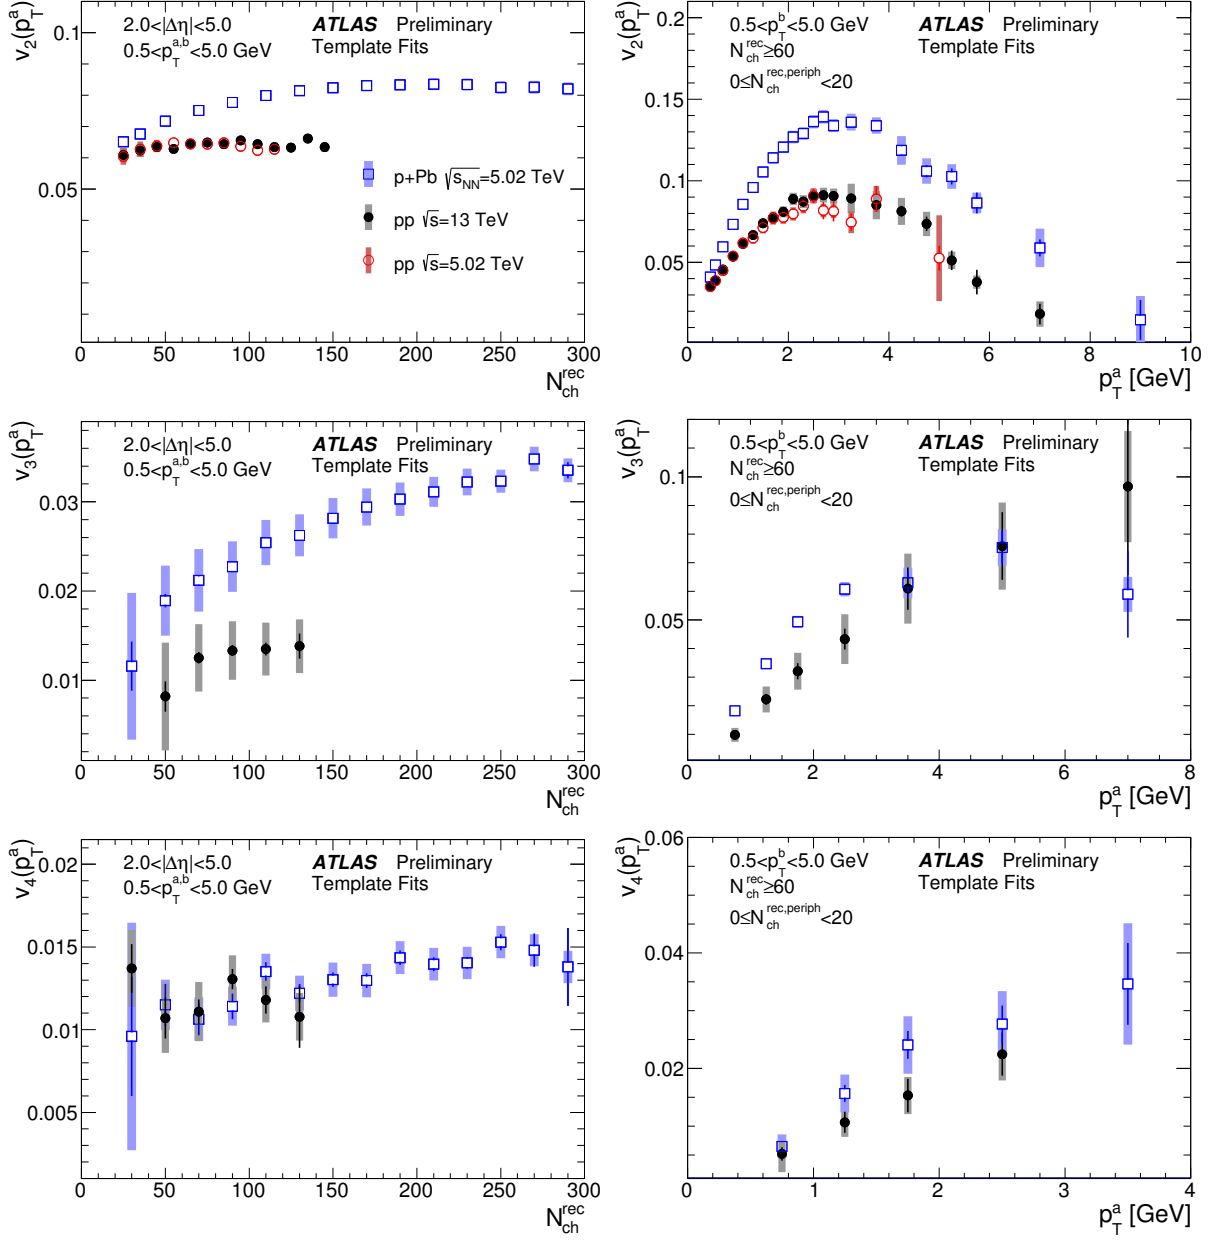 v2(p_T^a)
0.1
0.05
2.0<|Δη|<5.0
0.5<p_T^{a,b}<5.0 GeV
ATLAS Preliminary
Template Fits
p+Pb √s_NN=5.02 TeV
pp √s=13 TeV
pp √s=5.02 TeV
0 50 100 150 200 250 300
N_ch^rec
v2(p_T^a)
0.2
0.15
0.1
0.05
0.5<p_T^b<5.0 GeV
N_ch^rec≥60
0≤N_ch^{rec,periph}<20
ATLAS Preliminary
Template Fits
0 2 4 6 8 10
p_T^a [GeV]
v3(p_T^a)
0.03
0.02
0.01
2.0<|Δη|<5.0
0.5<p_T^{a,b}<5.0 GeV
ATLAS Preliminary
Template Fits
0 50 100 150 200 250 300
N_ch^rec
v3(p_T^a)
0.1
0.05
0.5<p_T^b<5.0 GeV
N_ch^rec≥60
0≤N_ch^{rec,periph}<20
ATLAS Preliminary
Template Fits
0 2 4 6 8
p_T^a [GeV]
v4(p_T^a)
0.02
0.015
0.01
0.005
2.0<|Δη|<5.0
0.5<p_T^{a,b}<5.0 GeV
ATLAS Preliminary
Template Fits
0 50 100 150 200 250 300
N_ch^rec
v4(p_T^a)
0.06
0.04
0.02
0.5<p_T^b<5.0 GeV
N_ch^rec≥60
0≤N_ch^{rec,periph}<20
ATLAS Preliminary
Template Fits
0 1 2 3 4
p_T^a [GeV]